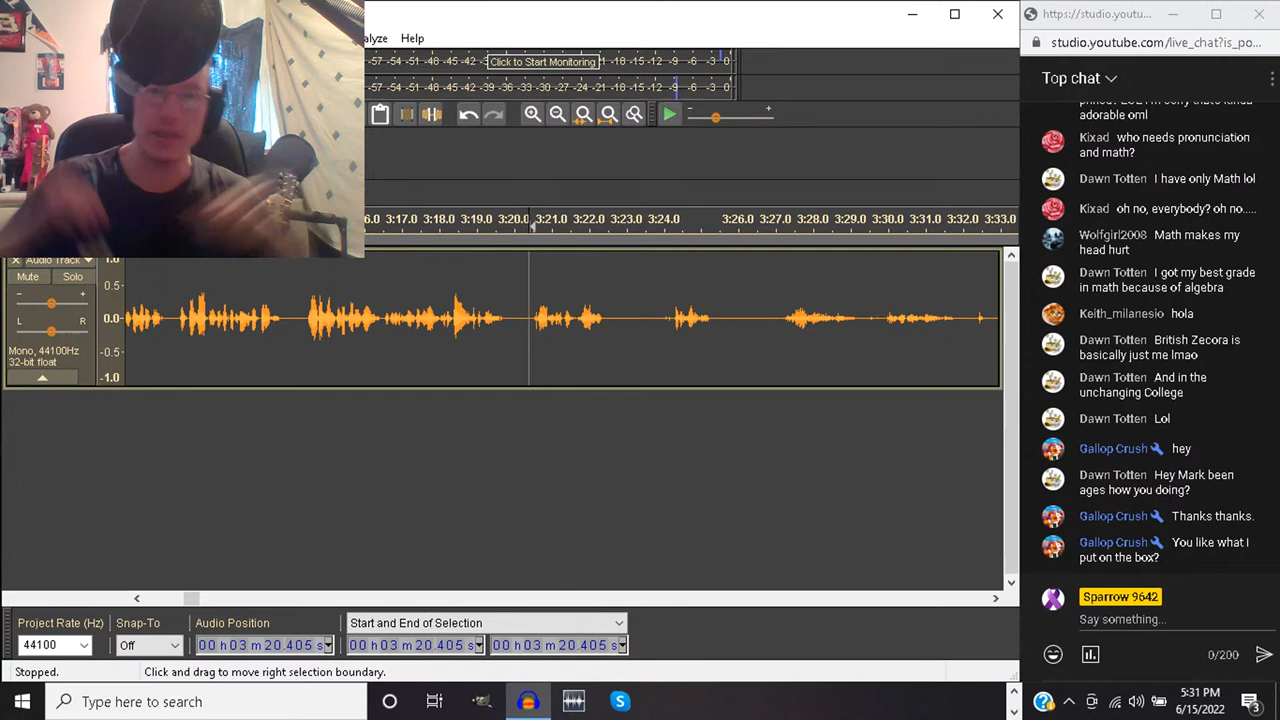 https://studio.youtu...
studio.youtube.com/live_chat?is_po...
alyze Help
-57 -54 -51 -48 -45 -42 Click to Start Monitoring -18 -15 -12 -9 -6 -3 0
-57 -54 -51 -48 -45 -42 -39 -36 -33 -30 -27 -24 -21 -18 -15 -12 -9 -6 -3 0
Top chat
adorable oml
Kixad who needs pronunciation
and math?
Dawn Totten I have only Math lol
Kixad oh no, everybody? oh no.....
Wolfgirl2008 Math makes my
head hurt
Dawn Totten I got my best grade
in math because of algebra
Keith_milanesio hola
Dawn Totten British Zecora is
basically just me lmao
Dawn Totten And in the
unchanging College
Dawn Totten Lol
Gallop Crush hey
Dawn Totten Hey Mark been
ages how you doing?
Gallop Crush Thanks thanks.
Gallop Crush You like what I
put on the box?
Sparrow 9642
Say something...
0/200
6.0 3:17.0 3:18.0 3:19.0 3:20.0 3:21.0 3:22.0 3:23.0 3:24.0 3:26.0 3:27.0 3:28.0 3:29.0 3:30.0 3:31.0 3:32.0 3:33.0
Audio Track
Mute Solo
- +
L R
Mono, 44100Hz
32-bit float
1.0
0.5
0.0
-0.5
-1.0
Project Rate (Hz) Snap-To Audio Position Start and End of Selection
44100 Off 00 h 03 m 20.405 s 00 h 03 m 20.405 s 00 h 03 m 20.405 s
Stopped. Click and drag to move right selection boundary.
Type here to search
5:31 PM
6/15/2022
3